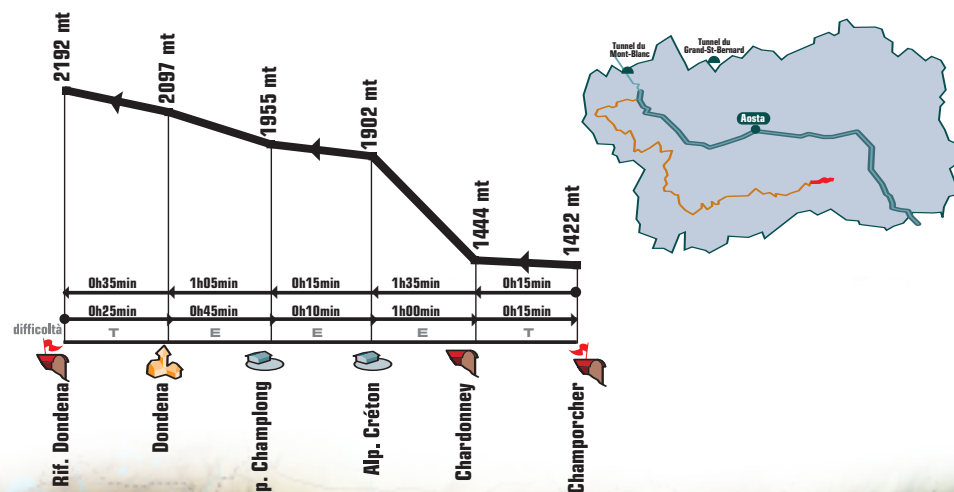 2192 mt
2097 mt
1955 mt
1902 mt
1444 mt
1422 mt
0h35min
1h05min
0h15min
1h35min
0h15min
0h25min
0h45min
0h10min
1h00min
0h15min
difficoltà
T
E
E
E
T
Rif. Dondena
Dondena
p. Champlong
Alp. Créton
Chardonney
Champorcher
Tunnel du
Mont-Blanc
Tunnel du
Grand-St-Bernard
Aosta